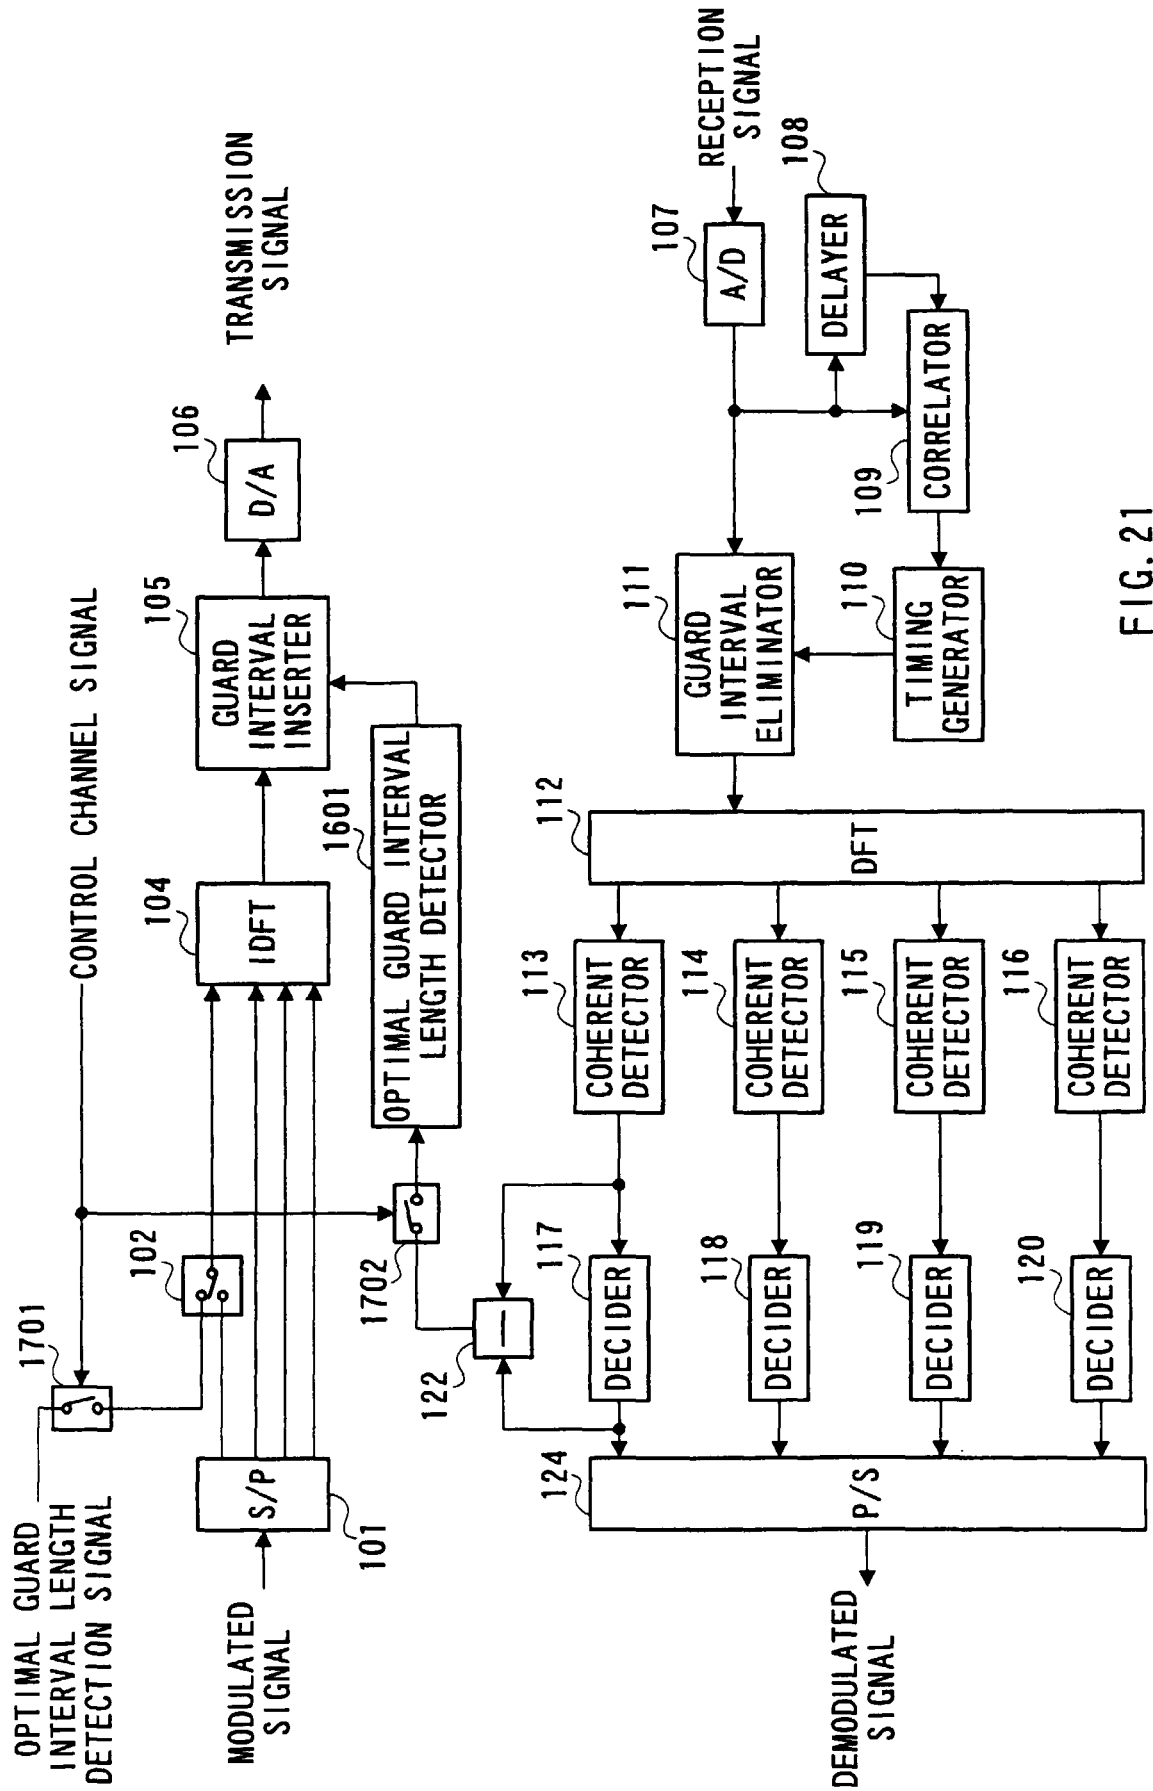 OPTIMAL GUARD
INTERVAL LENGTH
DETECTION SIGNAL
1701
CONTROL CHANNEL SIGNAL
MODULATED
SIGNAL
S/P
101
102
IDFT
104
GUARD
INTERVAL
INSERTER
105
D/A
106
TRANSMISSION
SIGNAL
1702
OPTIMAL GUARD INTERVAL
LENGTH DETECTOR
1601
122
DEMODULATED
SIGNAL
P/S
124
DECIDER
117
DECIDER
118
DECIDER
119
DECIDER
120
COHERENT
DETECTOR
113
COHERENT
DETECTOR
114
COHERENT
DETECTOR
115
COHERENT
DETECTOR
116
DFT
112
GUARD
INTERVAL
ELIMINATOR
111
TIMING
GENERATOR
110
CORRELATOR
109
DELAYER
108
A/D
107
RECEPTION
SIGNAL
FIG. 21